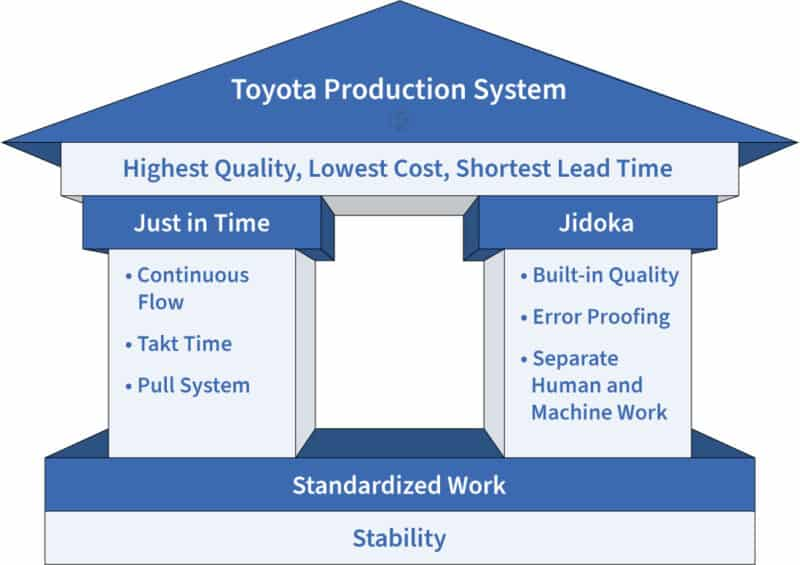 Toyota Production System
Highest Quality, Lowest Cost, Shortest Lead Time
Just in Time
• Continuous
Flow
• Takt Time
• Pull System
Jidoka
• Built-in Quality
• Error Proofing
• Separate
Human and
Machine Work
Standardized Work
Stability